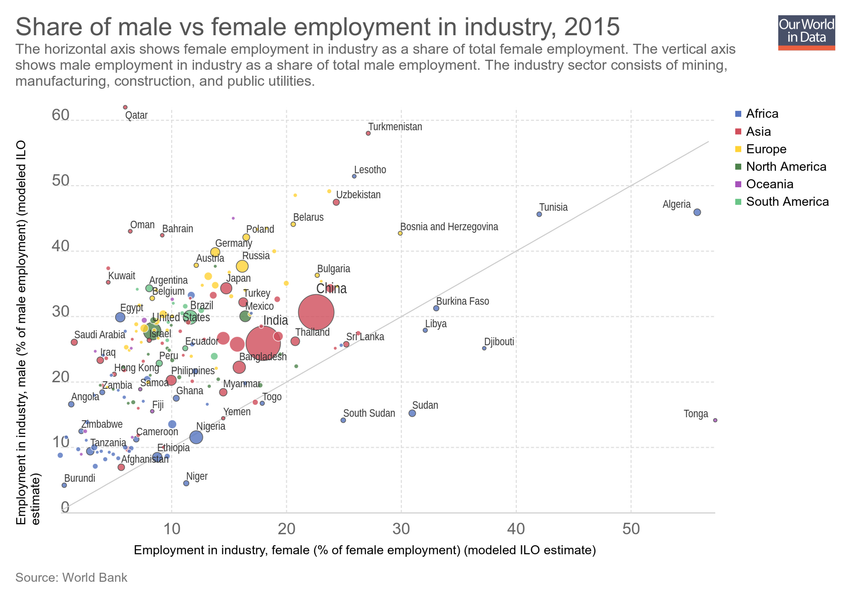 Share of male vs female employment in industry, 2015
Our World
in Data
The horizontal axis shows female employment in industry as a share of total female employment. The vertical axis
shows male employment in industry as a share of total male employment. The industry sector consists of mining,
manufacturing, construction, and public utilities.
Employment in industry, male (% of male employment) (modeled ILO
estimate)
60
50
40
30
20
10
0
Qatar
Turkmenistan
Lesotho
Uzbekistan
Tunisia
Algeria
Belarus
Bosnia and Herzegovina
Oman
Bahrain
Poland
Germany
Russia
Austria
Bulgaria
Kuwait
Argentina
Japan
China
Belgium
Turkey
Burkina Faso
Egypt
Brazil
Mexico
United States
India
Libya
Israel
Saudi Arabia
Ecuador
Thailand
Sri Lanka
Djibouti
Iraq
Peru
Bangladesh
Hong Kong
Philippines
Zambia
Samoa
Ghana
Myanmar
Angola
Fiji
Togo
Yemen
South Sudan
Sudan
Tonga
Zimbabwe
Cameroon
Nigeria
Tanzania
Ethiopia
Afghanistan
Burundi
Niger
10
20
30
40
50
Employment in industry, female (% of female employment) (modeled ILO estimate)
Africa
Asia
Europe
North America
Oceania
South America
Source: World Bank